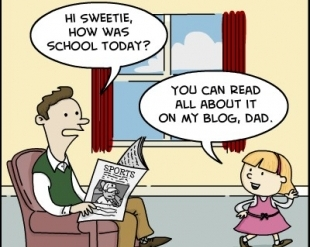 HI SWEETIE,
HOW WAS
SCHOOL TODAY?
YOU CAN READ
ALL ABOUT IT
ON MY BLOG, DAD.
SPORTS